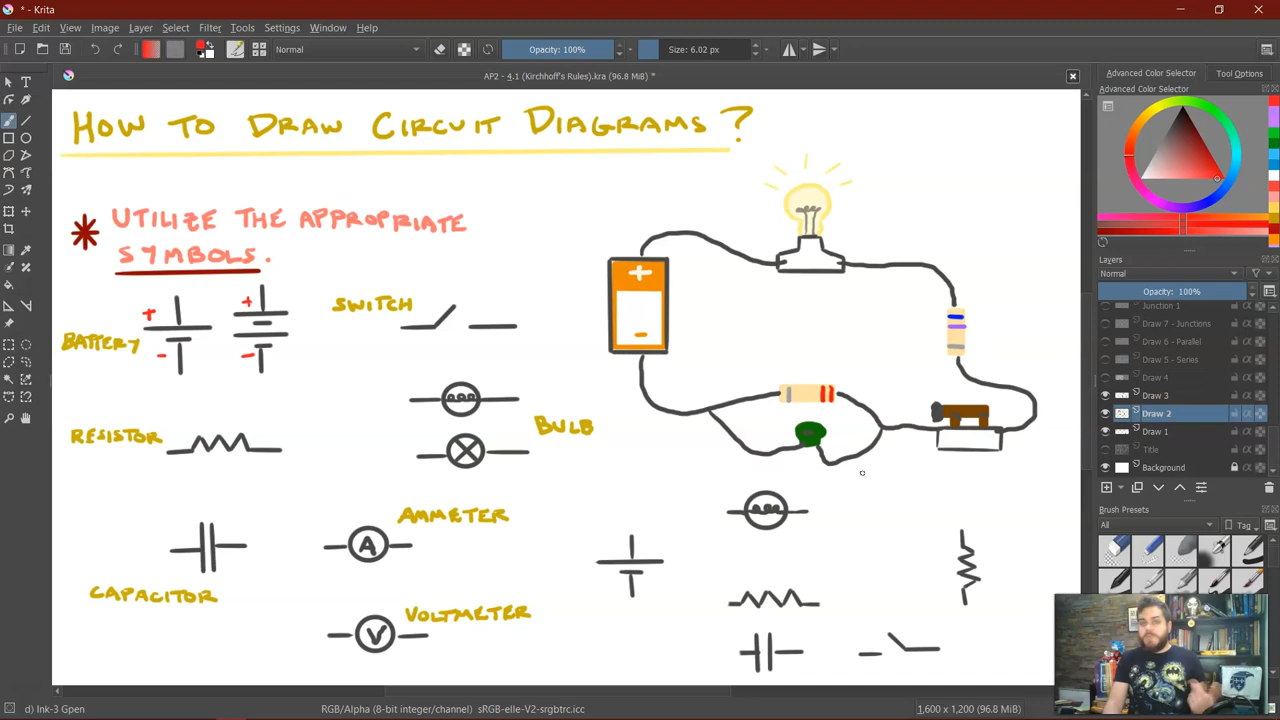 * - Krita
File Edit View Image Layer Select Filter Tools Settings Window Help
Normal
Opacity: 100%
Size: 6.02 px
AP2 - 4.1 (Kirchhoff's Rules).kra (96.8 MiB) *
Advanced Color Selector
Tool Options
Advanced Color Selector
HOW TO DRAW CIRCUIT DIAGRAMS?
* UTILIZE THE APPROPRIATE
SYMBOLS.
BATTERY
+
-
+
-
SWITCH
BULB
RESISTOR
CAPACITOR
A
AMMETER
V
VOLTMETER
+
-
Layers
Normal
Opacity: 100%
Junction 1
Draw 7 - Junctions
Draw 6 - Parallel
Draw 5 - Series
Draw 4
Draw 3
Draw 2
Draw 1
Title
Background
Brush Presets
All
Tag
d) Ink-3 Gpen
RGB/Alpha (8-bit integer/channel) sRGB-elle-V2-srgbtrc.icc
1,600 x 1,200 (96.8 MiB)